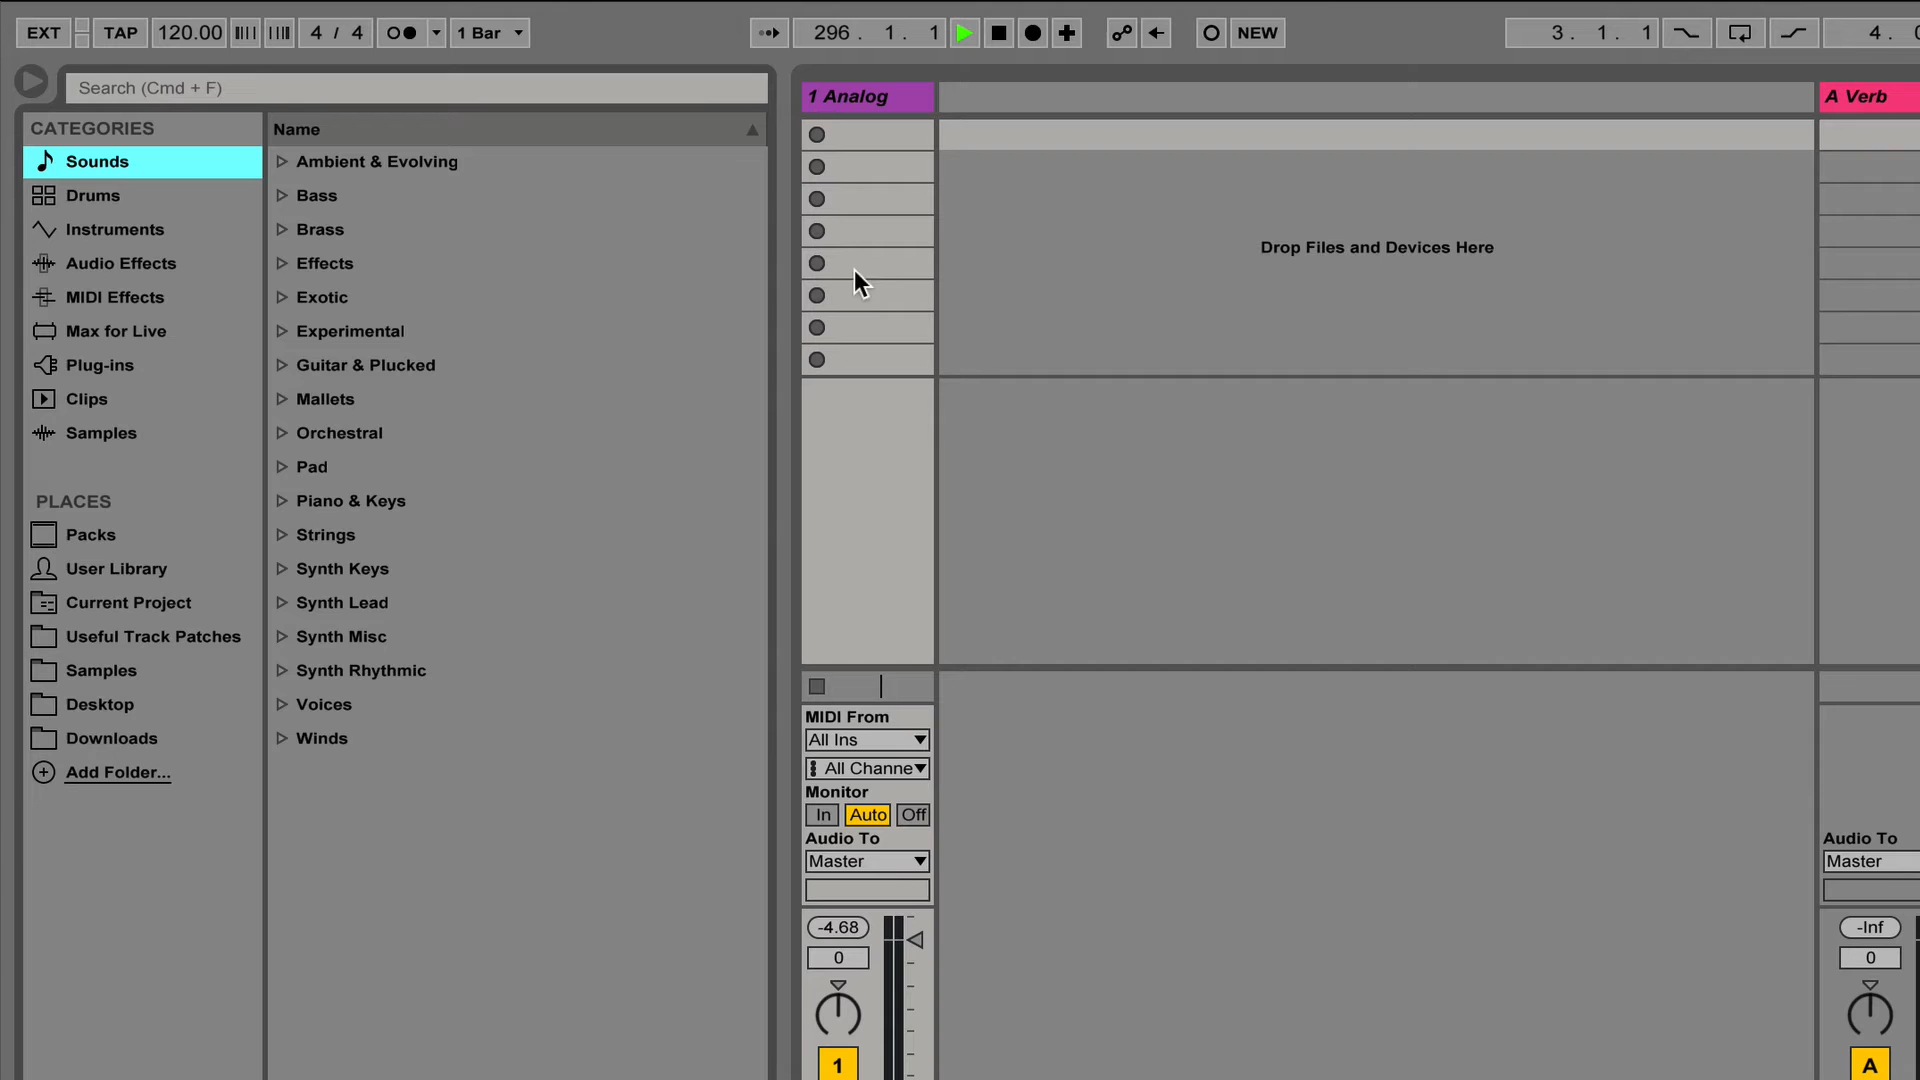 EXT TAP 120.00 4 / 4 1 Bar 296. 1. 1 NEW 3. 1. 1 4. 0
Search (Cmd + F)
1 Analog
A Verb
CATEGORIES
Sounds
Drums
Instruments
Audio Effects
MIDI Effects
Max for Live
Plug-ins
Clips
Samples
PLACES
Packs
User Library
Current Project
Useful Track Patches
Samples
Desktop
Downloads
Add Folder...
Name
Ambient & Evolving
Bass
Brass
Effects
Exotic
Experimental
Guitar & Plucked
Mallets
Orchestral
Pad
Piano & Keys
Strings
Synth Keys
Synth Lead
Synth Misc
Synth Rhythmic
Voices
Winds
Drop Files and Devices Here
MIDI From
All Ins
All Channe
Monitor
In Auto Off
Audio To
Master
-4.68
0
1
Audio To
Master
-Inf
0
A